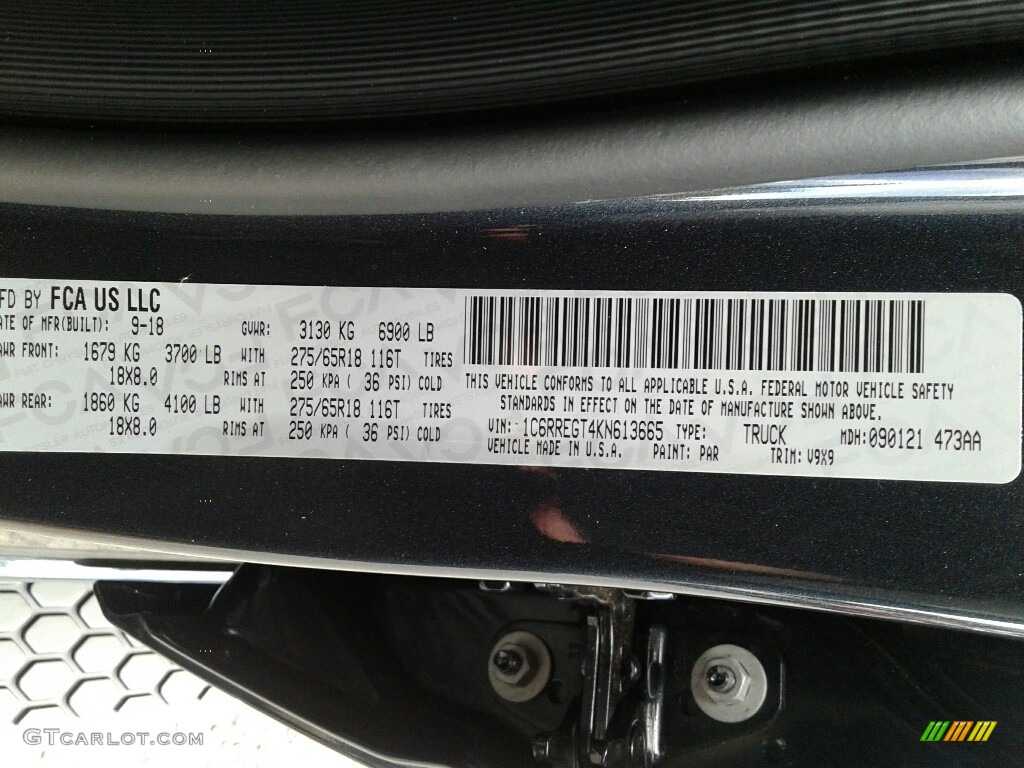 FD BY FCA US LLC
ATE OF MFR(BUILT): 9-18 GVWR: 3130 KG 6900 LB
AWR FRONT: 1679 KG 3700 LB WITH 275/65R18 116T TIRES
18X8.0 RIMS AT 250 KPA ( 36 PSI) COLD
AWR REAR: 1860 KG 4100 LB WITH 275/65R18 116T TIRES
18X8.0 RIMS AT 250 KPA ( 36 PSI) COLD
THIS VEHICLE CONFORMS TO ALL APPLICABLE U.S.A. FEDERAL MOTOR VEHICLE SAFETY
STANDARDS IN EFFECT ON THE DATE OF MANUFACTURE SHOWN ABOVE.
VIN: 1C6RREGT4KN613665 TYPE: TRUCK MDH: 090121 473AA
VEHICLE MADE IN U.S.A. PAINT: PAR TRIM: V9X9
GTCarlot.com